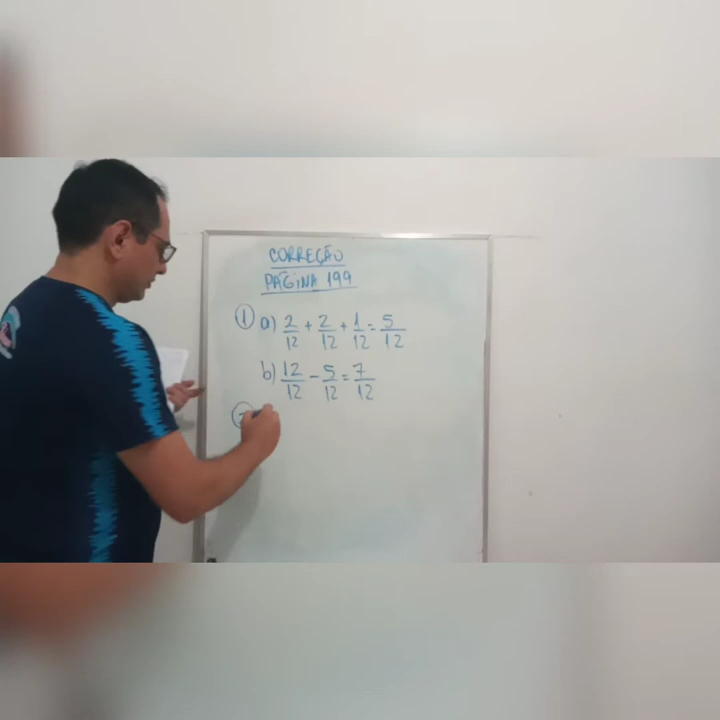 CORREÇÃO
PÁGINA 199
① a) 2/12 + 2/12 + 1/12 = 5/12
b) 12/12 - 5/12 = 7/12